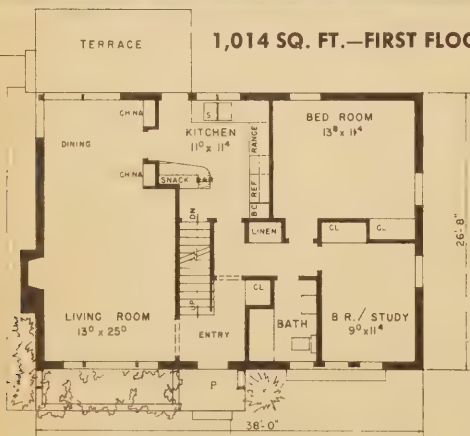 1,014 SQ. FT.—FIRST FLOO
TERRACE
CHINA
S
KITCHEN
11⁰ x 11⁴
RANGE
BED ROOM
13⁸ x 11⁴
DINING
CHINA
SNACK
REF
B.C.
DN
LINEN
CL
CL
26'-8"
UP
CL
LIVING ROOM
13⁰ x 25⁰
ENTRY
BATH
B R. / STUDY
9⁰ x 11⁴
P
38'-0"